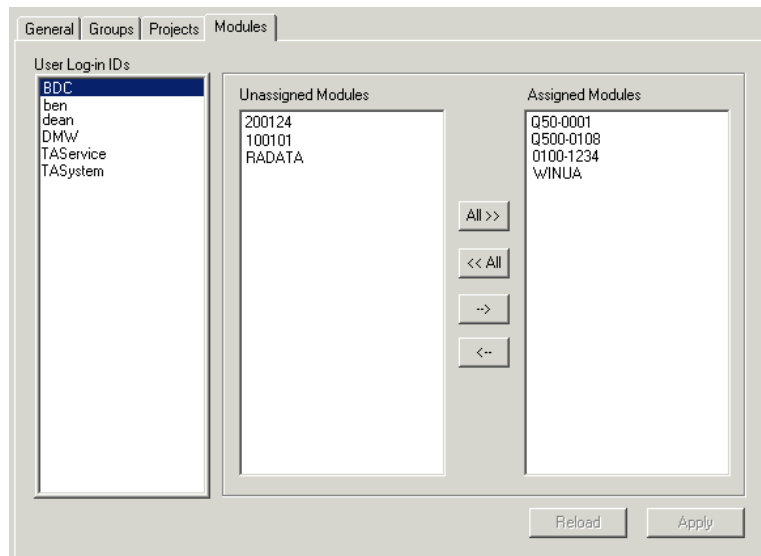 General Groups Projects Modules
User Log-in IDs
BDC
ben
dean
DMW
TAService
TASystem
Unassigned Modules
200124
100101
RADATA
All >>
<< All
-->
<--
Assigned Modules
Q50-0001
Q500-0108
0100-1234
WINUA
Reload Apply